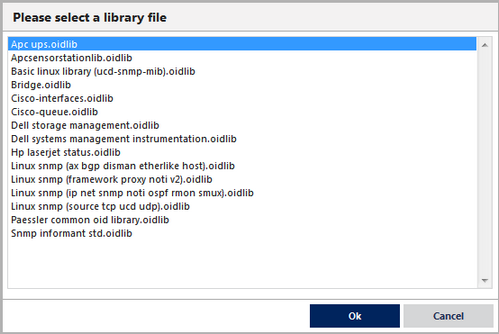 Please select a library file
Apc ups.oidlib
Apcsensorstationlib.oidlib
Basic linux library (ucd-snmp-mib).oidlib
Bridge.oidlib
Cisco-interfaces.oidlib
Cisco-queue.oidlib
Dell storage management.oidlib
Dell systems management instrumentation.oidlib
Hp laserjet status.oidlib
Linux snmp (ax bgp disman etherlike host).oidlib
Linux snmp (framework proxy noti v2).oidlib
Linux snmp (ip net snmp noti ospf rmon smux).oidlib
Linux snmp (source tcp ucd udp).oidlib
Paessler common oid library.oidlib
Snmp informant std.oidlib
Ok
Cancel